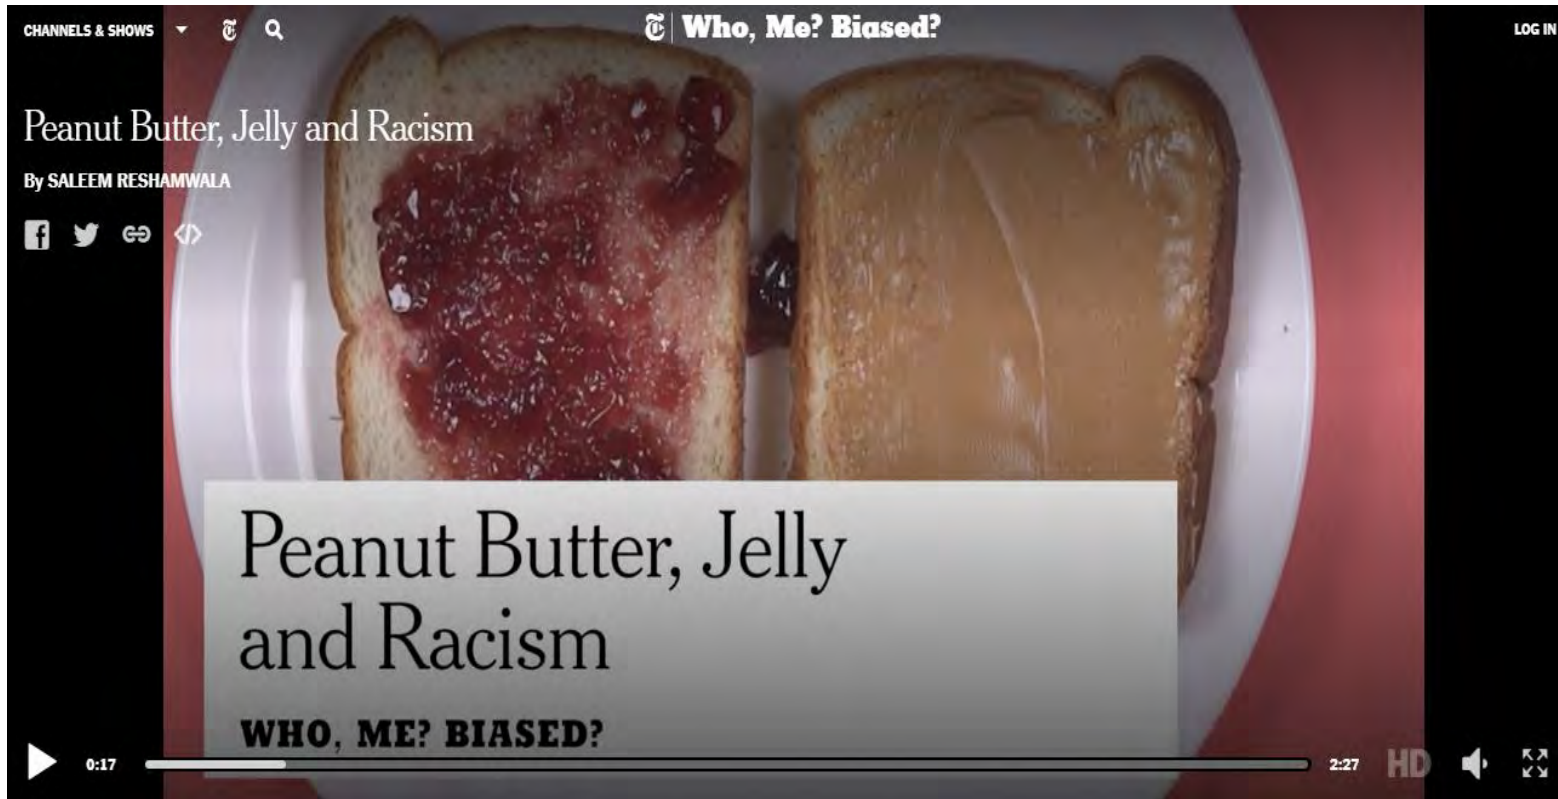 CHANNELS & SHOWS
Who, Me? Biased?
LOG IN
Peanut Butter, Jelly and Racism
By SALEEM RESHAMWALA
Peanut Butter, Jelly
and Racism
WHO, ME? BIASED?
0:17
2:27
HD